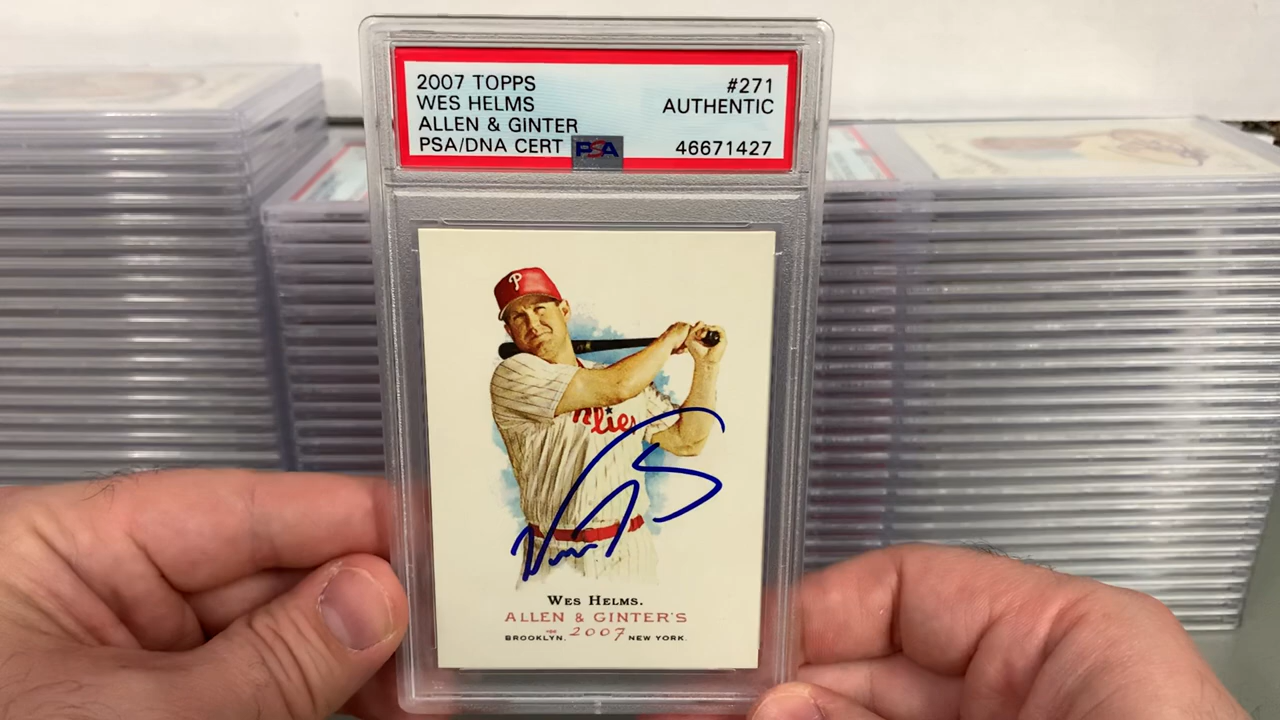 2007 TOPPS #271
WES HELMS AUTHENTIC
ALLEN & GINTER
PSA/DNA CERT PSA 46671427
P
WES HELMS.
ALLEN & GINTER'S
BROOKLYN. 2007 NEW YORK.